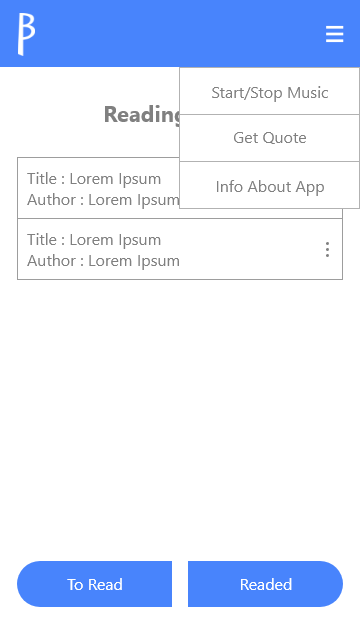 β
Start/Stop Music
Get Quote
Info About App
Reading
Title : Lorem Ipsum
Author : Lorem Ipsum
Title : Lorem Ipsum
Author : Lorem Ipsum
To Read
Readed